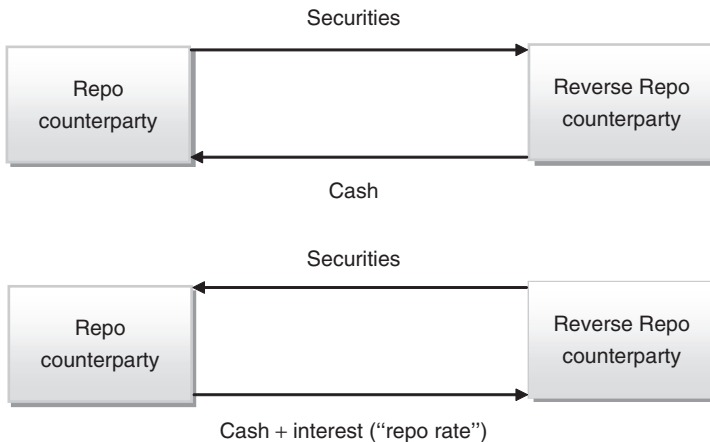 Securities
Repo
counterparty
Reverse Repo
counterparty
Cash
Securities
Repo
counterparty
Reverse Repo
counterparty
Cash + interest (‘‘repo rate’’)